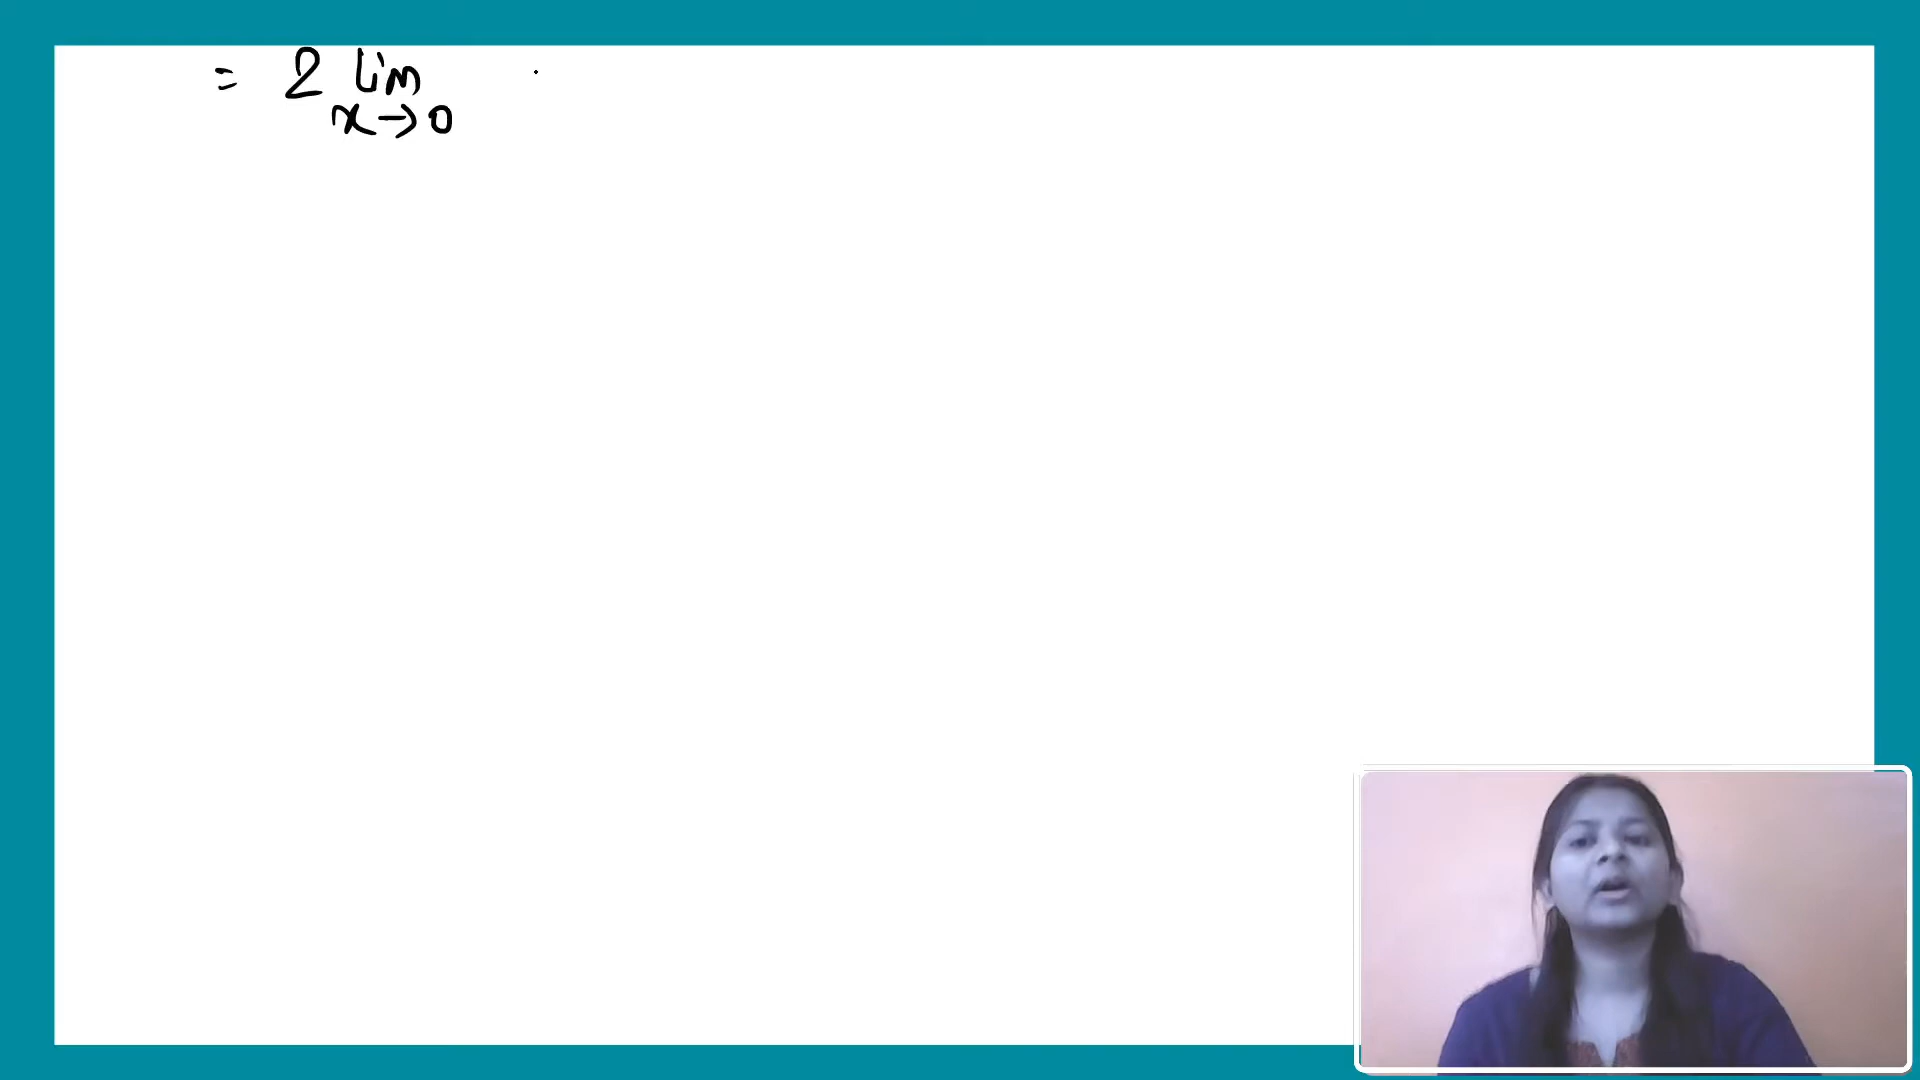 = 2 lim
x→0